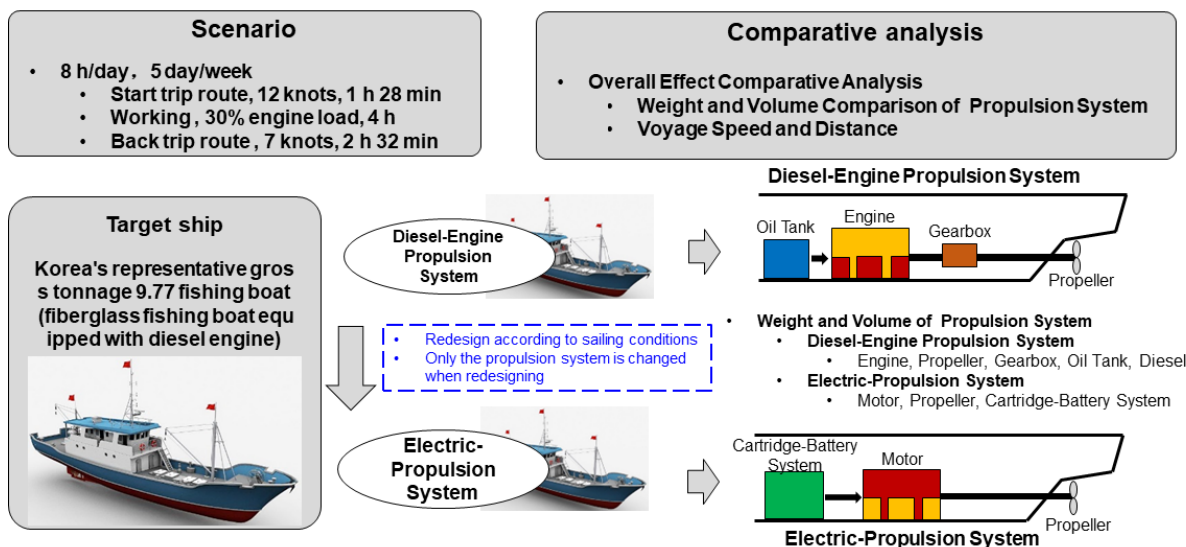 Scenario
• 8 h/day, 5 day/week
• Start trip route, 12 knots, 1 h 28 min
• Working , 30% engine load, 4 h
• Back trip route , 7 knots, 2 h 32 min
Comparative analysis
• Overall Effect Comparative Analysis
• Weight and Volume Comparison of Propulsion System
• Voyage Speed and Distance
Target ship
Korea's representative gros
s tonnage 9.77 fishing boat
(fiberglass fishing boat equ
ipped with diesel engine)
Diesel-Engine
Propulsion
System
• Redesign according to sailing conditions
• Only the propulsion system is changed
when redesigning
Electric-
Propulsion
System
Diesel-Engine Propulsion System
Oil Tank
Engine
Gearbox
Propeller
• Weight and Volume of Propulsion System
• Diesel-Engine Propulsion System
• Engine, Propeller, Gearbox, Oil Tank, Diesel
• Electric-Propulsion System
• Motor, Propeller, Cartridge-Battery System
Cartridge-Battery
System
Motor
Propeller
Electric-Propulsion System